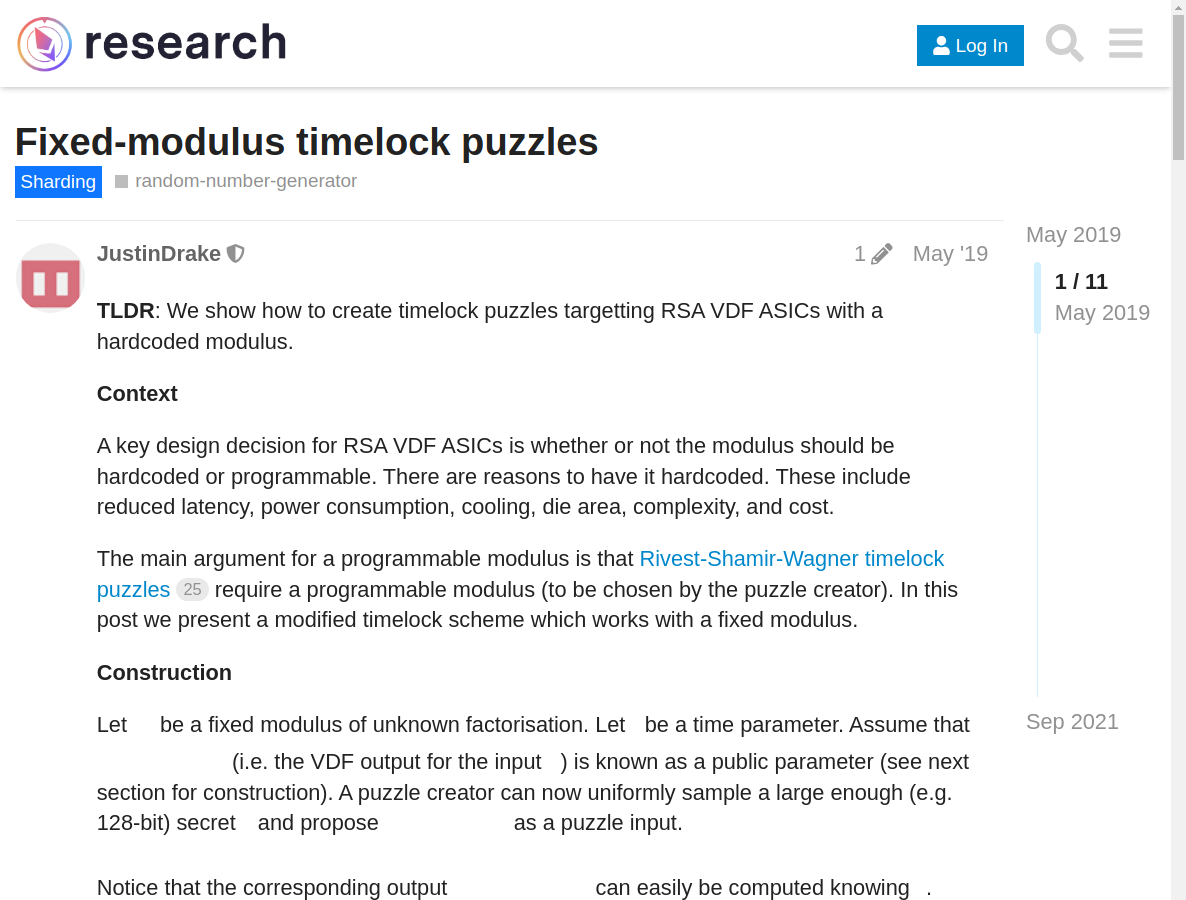 research
Log In
Fixed-modulus timelock puzzles
Sharding random-number-generator
JustinDrake 1 May '19
TLDR: We show how to create timelock puzzles targetting RSA VDF ASICs with a
hardcoded modulus.
Context
A key design decision for RSA VDF ASICs is whether or not the modulus should be
hardcoded or programmable. There are reasons to have it hardcoded. These include
reduced latency, power consumption, cooling, die area, complexity, and cost.
The main argument for a programmable modulus is that Rivest-Shamir-Wagner timelock
puzzles 25 require a programmable modulus (to be chosen by the puzzle creator). In this
post we present a modified timelock scheme which works with a fixed modulus.
Construction
Let be a fixed modulus of unknown factorisation. Let be a time parameter. Assume that
(i.e. the VDF output for the input ) is known as a public parameter (see next
section for construction). A puzzle creator can now uniformly sample a large enough (e.g.
128-bit) secret and propose as a puzzle input.
Notice that the corresponding output can easily be computed knowing .
May 2019
1 / 11
May 2019
Sep 2021